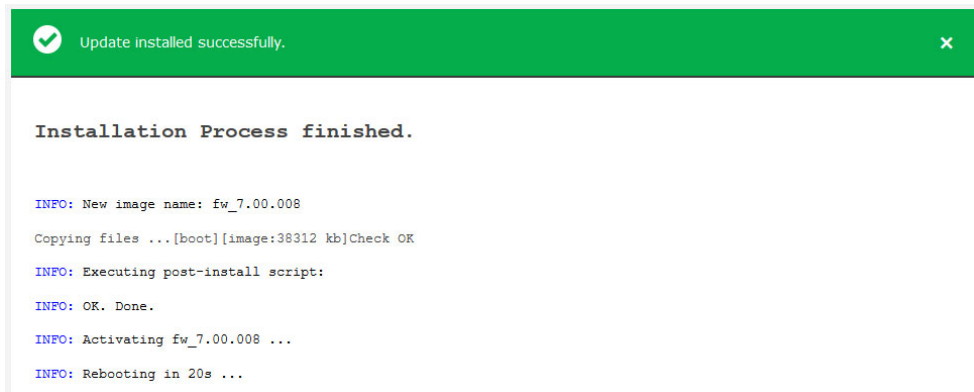 Update installed successfully.
Installation Process finished.
INFO: New image name: fw_7.00.008
Copying files ...[boot][image:38312 kb]Check OK
INFO: Executing post-install script:
INFO: OK. Done.
INFO: Activating fw_7.00.008 ...
INFO: Rebooting in 20s ...